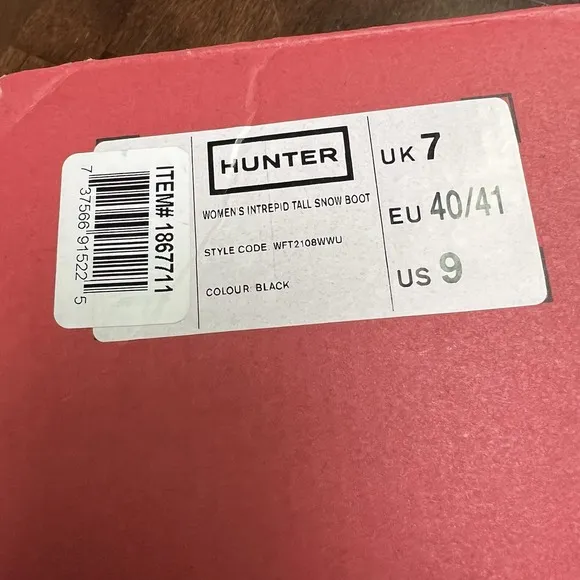 ITEM# 1867711
7 37566 91522 5
HUNTER
WOMEN'S INTREPID TALL SNOW BOOT
STYLE CODE: WFT2108WWU
COLOUR: BLACK
UK 7
EU 40/41
US 9